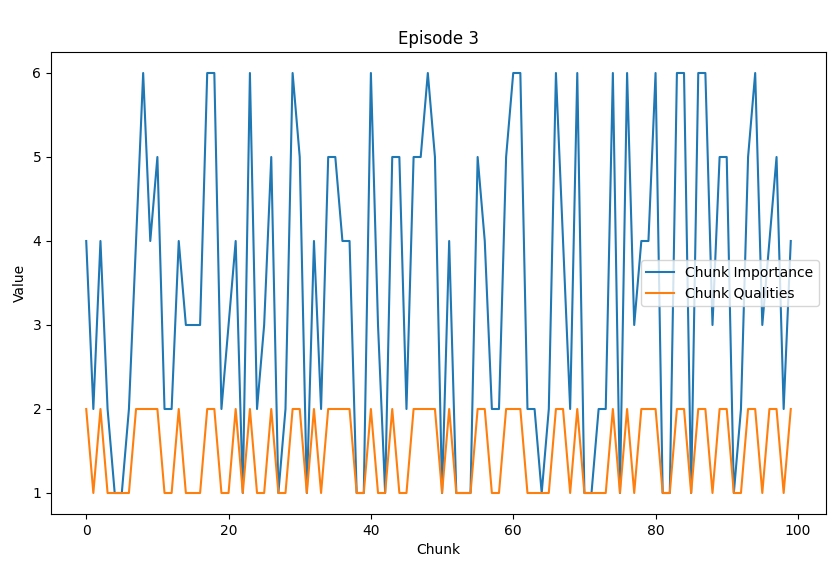 Episode 3
Value
6
5
4
3
2
1
Chunk Importance
Chunk Qualities
0 20 40 60 80 100
Chunk